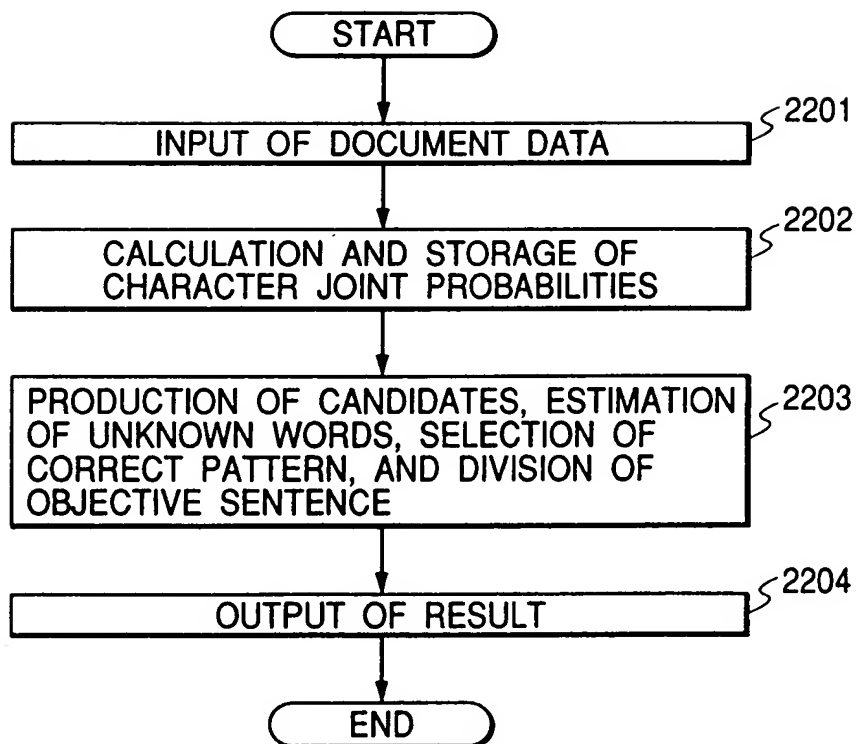 START
2201
INPUT OF DOCUMENT DATA
2202
CALCULATION AND STORAGE OF
CHARACTER JOINT PROBABILITIES
2203
PRODUCTION OF CANDIDATES, ESTIMATION
OF UNKNOWN WORDS, SELECTION OF
CORRECT PATTERN, AND DIVISION OF
OBJECTIVE SENTENCE
2204
OUTPUT OF RESULT
END